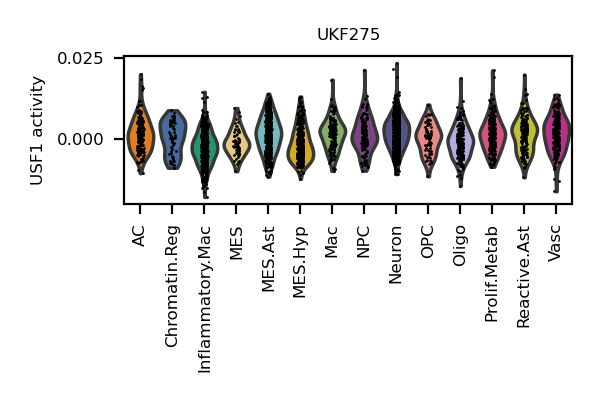 UKF275
USF1 activity
0.025
0.000
AC
Chromatin.Reg
Inflammatory.Mac
MES
MES.Ast
MES.Hyp
Mac
NPC
Neuron
OPC
Oligo
Prolif.Metab
Reactive.Ast
Vasc